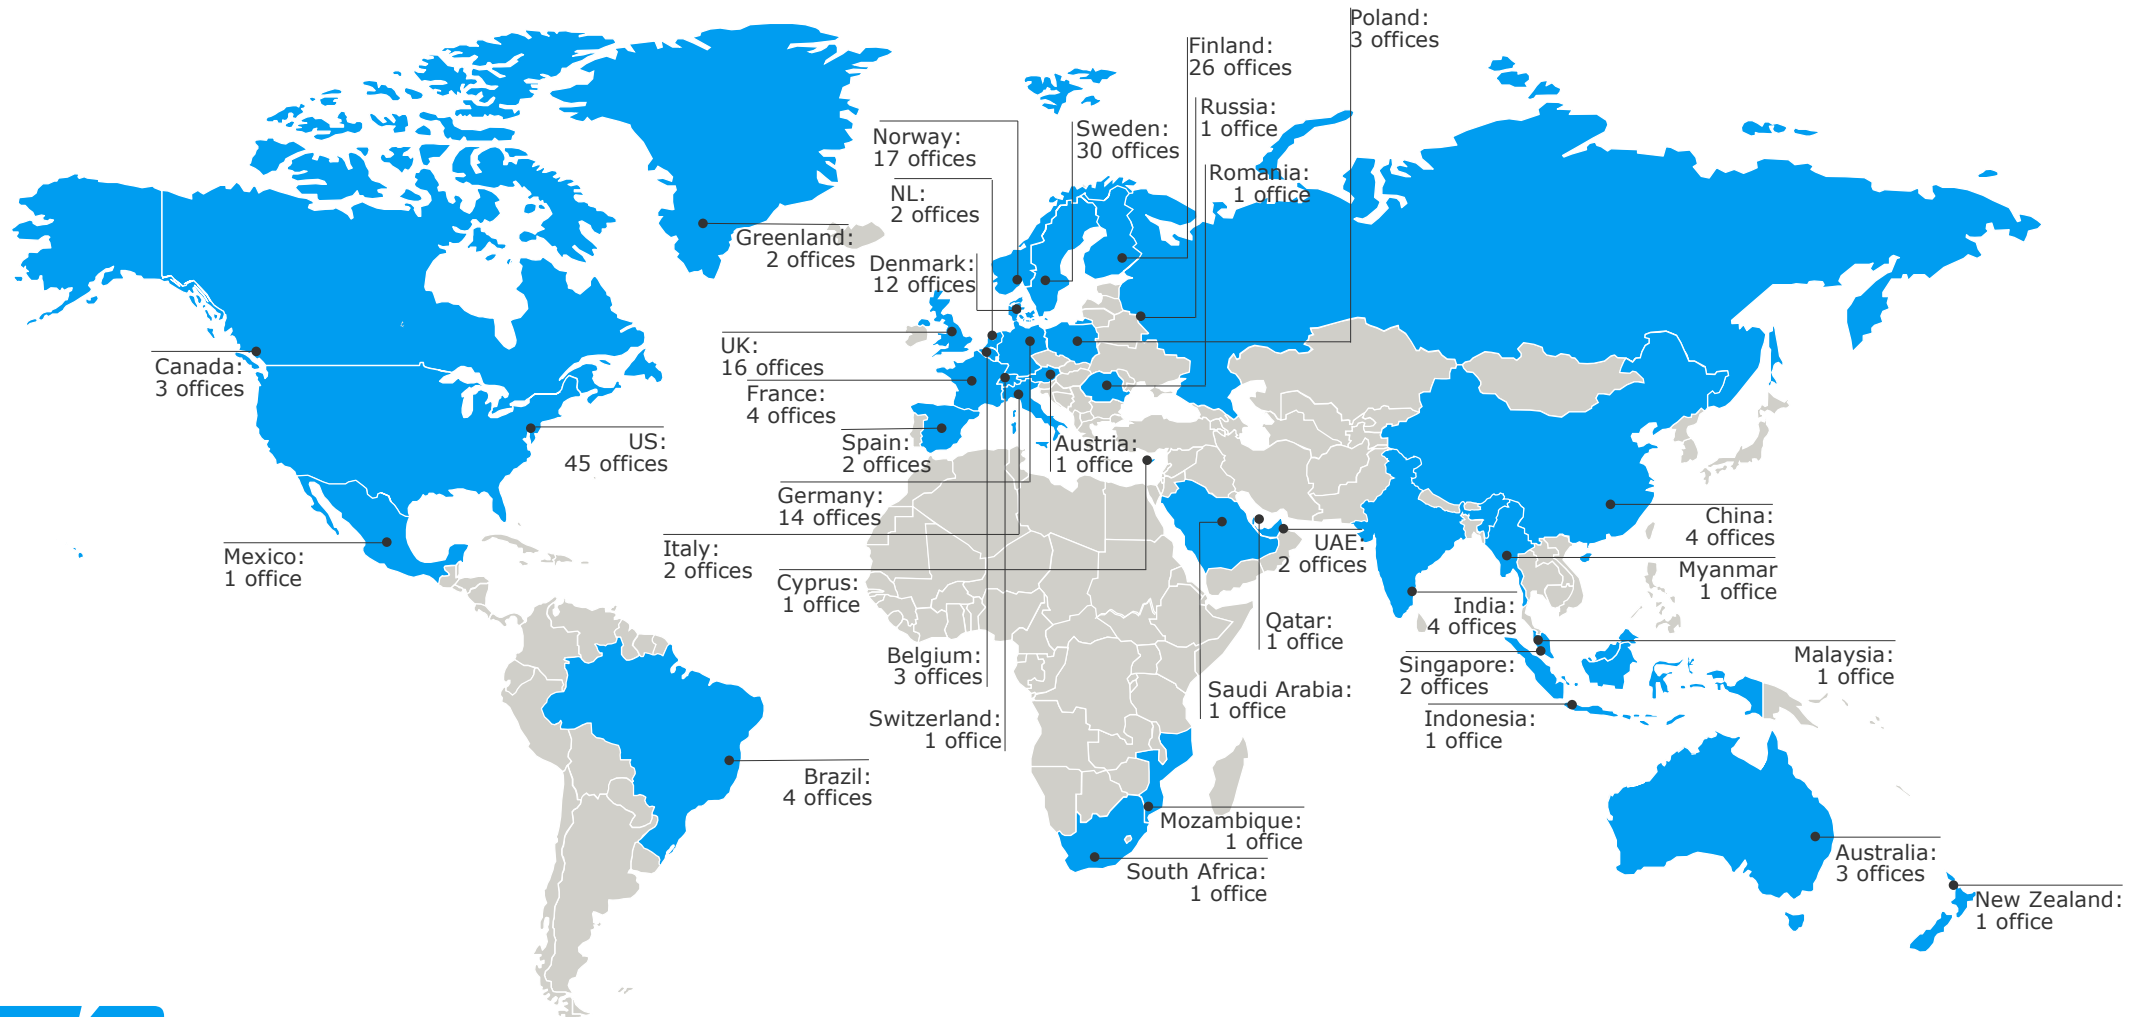 Poland:
3 offices
Finland:
26 offices
Russia:
1 office
Norway:
17 offices
Sweden:
30 offices
Romania:
1 office
NL:
2 offices
Greenland:
2 offices
Denmark:
12 offices
UK:
16 offices
Canada:
3 offices
France:
4 offices
US:
45 offices
Spain:
2 offices
Austria:
1 office
Germany:
14 offices
China:
4 offices
Italy:
2 offices
UAE:
2 offices
Mexico:
1 office
Cyprus:
1 office
Myanmar
1 office
India:
4 offices
Qatar:
1 office
Belgium:
3 offices
Malaysia:
1 office
Singapore:
2 offices
Saudi Arabia:
1 office
Switzerland:
1 office
Indonesia:
1 office
Brazil:
4 offices
Mozambique:
1 office
South Africa:
1 office
Australia:
3 offices
New Zealand:
1 office